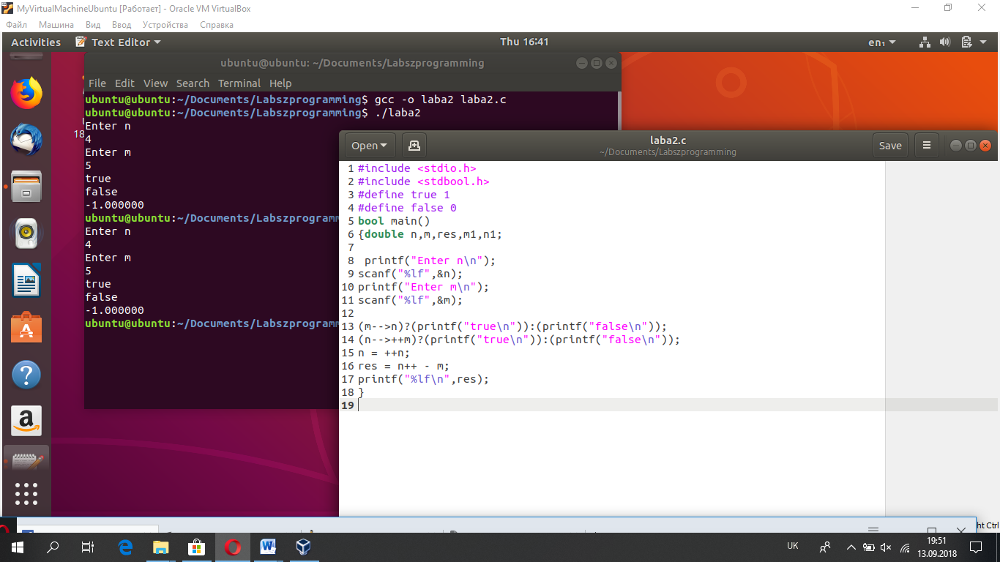 MyVirtualMachineUbuntu [Работает] - Oracle VM VirtualBox
Файл Машина Вид Ввод Устройства Справка
Activities Text Editor Thu 16:41 en₁
ubuntu@ubuntu: ~/Documents/Labszprogramming
File Edit View Search Terminal Help
ubuntu@ubuntu:~/Documents/Labszprogramming$ gcc -o laba2 laba2.c
ubuntu@ubuntu:~/Documents/Labszprogramming$ ./laba2
Enter n
4
Enter m
5
true
false
-1.000000
ubuntu@ubuntu:~/Documents/Labszprogramm
Enter n
4
Enter m
5
true
false
-1.000000
ubuntu@ubuntu:~/Documents/Labszprogramm
18
Open laba2.c Save
~/Documents/Labszprogramming
1 #include <stdio.h>
2 #include <stdbool.h>
3 #define true 1
4 #define false 0
5 bool main()
6 {double n,m,res,m1,n1;
7
8  printf("Enter n\n");
9 scanf("%lf",&n);
10 printf("Enter m\n");
11 scanf("%lf",&m);
12
13 (m-->n)?(printf("true\n")):(printf("false\n"));
14 (n-->++m)?(printf("true\n")):(printf("false\n"));
15 n = ++n;
16 res = n++ - m;
17 printf("%lf\n",res);
18 }
19
ht Ctrl
UK
19:51
13.09.2018